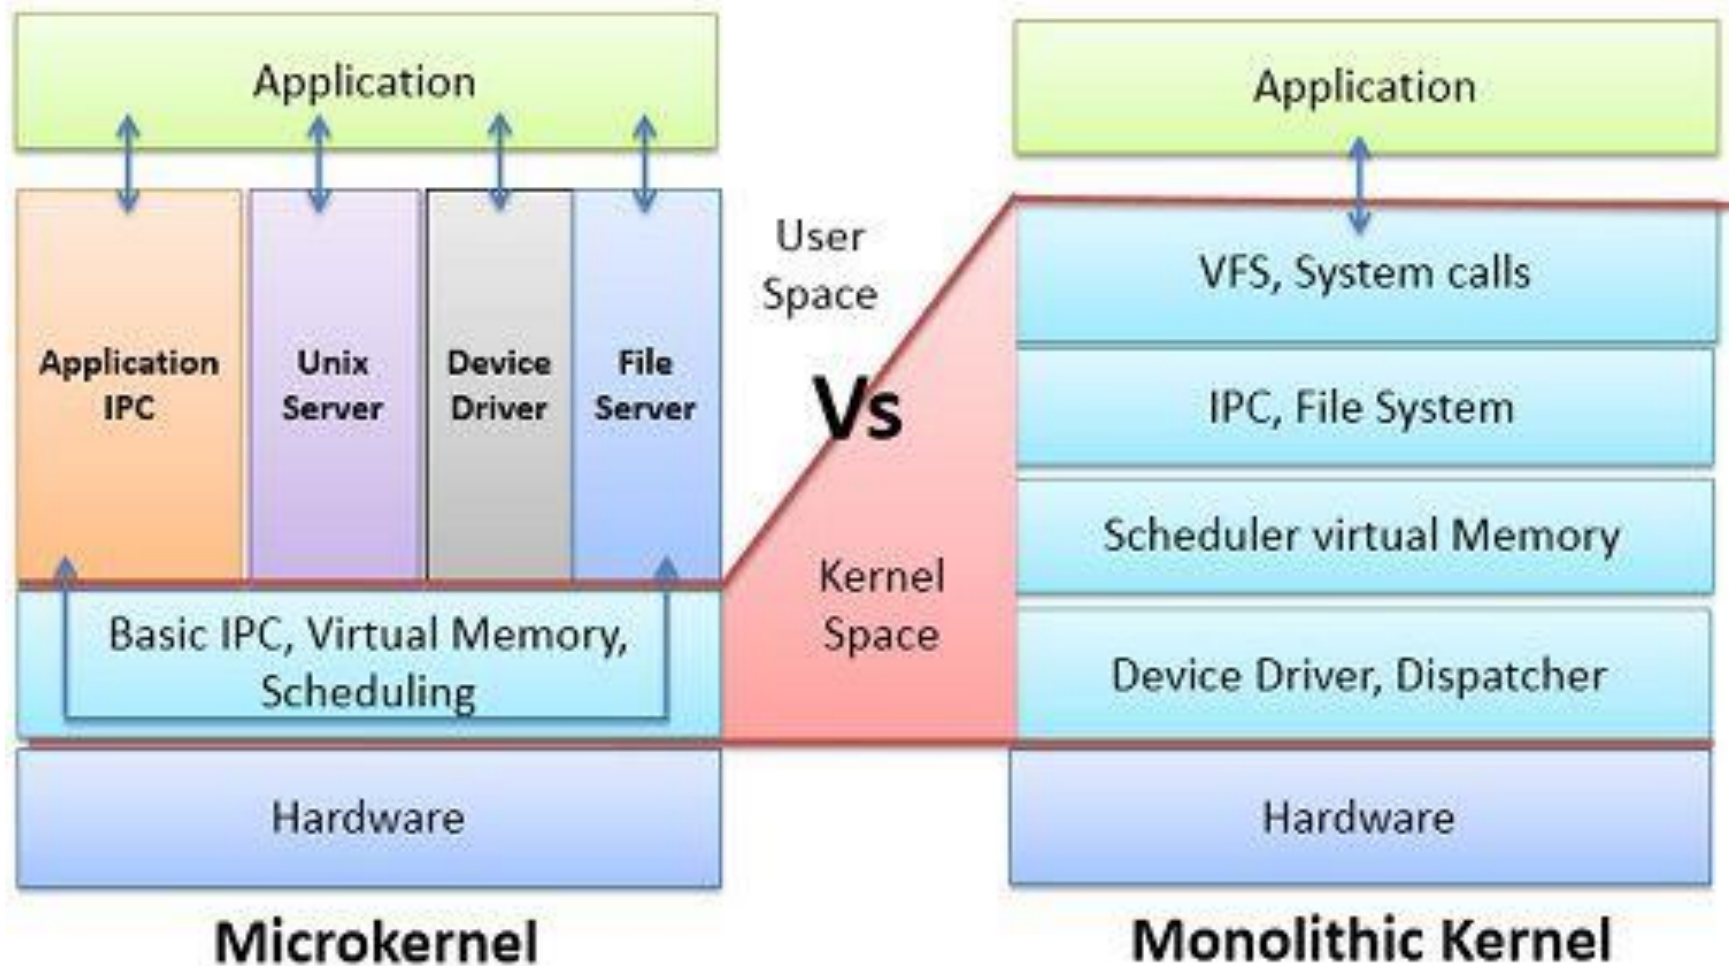 Application
Application
IPC
Unix
Server
Device
Driver
File
Server
Basic IPC, Virtual Memory,
Scheduling
Hardware
Microkernel
User
Space
Vs
Kernel
Space
Application
VFS, System calls
IPC, File System
Scheduler virtual Memory
Device Driver, Dispatcher
Hardware
Monolithic Kernel